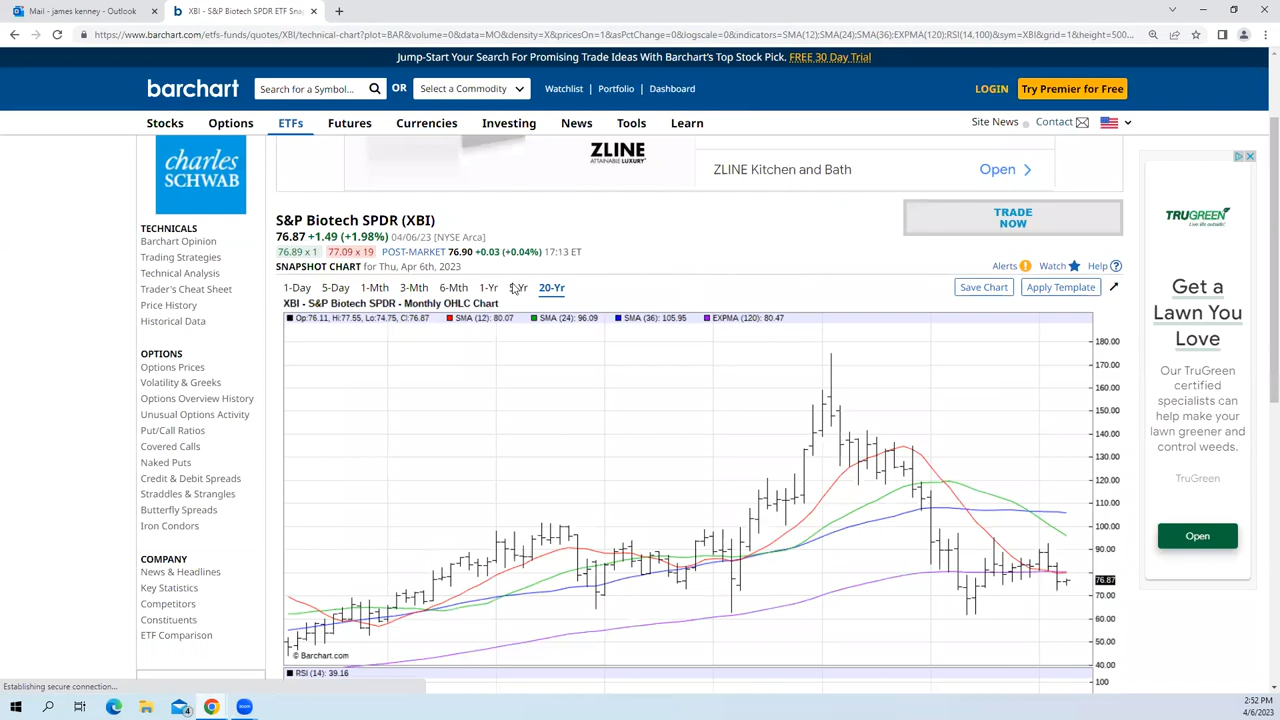 Mail - james kenney - Outlook
XBI - S&P Biotech SPDR ETF Sna
barchart.com/etfs-funds/quotes/XBI/technical-chart?plot=BAR&volume=0&data=MO&density=X&pricesOn=1&asPctChange=0&logscale=0&indicators=SMA(12);SMA(24);SMA(36);EXPMA(120);RSI(14,100)&sym=XBI&grid=1&height=500...
Jump-Start Your Search For Promising Trade Ideas With Barchart's Top Stock Pick. FREE 30 Day Trial
barchart
Search for a Symbol...
OR
Select a Commodity
Watchlist | Portfolio | Dashboard
LOGIN
Try Premier for Free
Stocks Options ETFs Futures Currencies Investing News Tools Learn
Site News Contact
charles
SCHWAB
ZLINE
ATTAINABLE LUXURY
ZLINE Kitchen and Bath
Open
S&P Biotech SPDR (XBI)
76.87 +1.49 (+1.98%) 04/06/23 [NYSE Arca]
76.89 x 1 77.09 x 19 POST-MARKET 76.90 +0.03 (+0.04%) 17:13 ET
SNAPSHOT CHART for Thu, Apr 6th, 2023
TRADE
NOW
Alerts Watch Help
1-Day 5-Day 1-Mth 3-Mth 6-Mth 1-Yr 5-Yr 20-Yr
Save Chart Apply Template
XBI - S&P Biotech SPDR - Monthly OHLC Chart
Op:76.11, Hi:77.55, Lo:74.75, Cl:76.87 SMA (12): 80.07 SMA (24): 96.09 SMA (36): 105.95 EXPMA (120): 80.47
180.00
170.00
160.00
150.00
140.00
130.00
120.00
110.00
100.00
90.00
76.87
70.00
60.00
50.00
40.00
© Barchart.com
RSI (14): 39.16
100
TECHNICALS
Barchart Opinion
Trading Strategies
Technical Analysis
Trader's Cheat Sheet
Price History
Historical Data
OPTIONS
Options Prices
Volatility & Greeks
Options Overview History
Unusual Options Activity
Put/Call Ratios
Covered Calls
Naked Puts
Credit & Debit Spreads
Straddles & Strangles
Butterfly Spreads
Iron Condors
COMPANY
News & Headlines
Key Statistics
Competitors
Constituents
ETF Comparison
TRUGREEN
Get a
Lawn You
Love
Our TruGreen
certified
specialists can
help make your
lawn greener and
control weeds.
TruGreen
Open
Establishing secure connection...
4
zoom
2:52 PM
4/6/2023